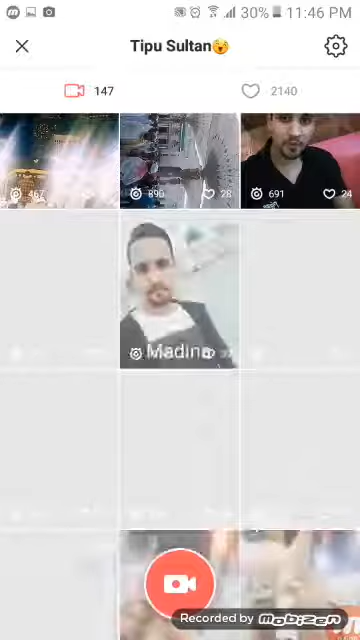 30% 11:46 PM
Tipu Sultan😲
147 2140
467
890 28 691 24
Madina
Recorded by mobizen